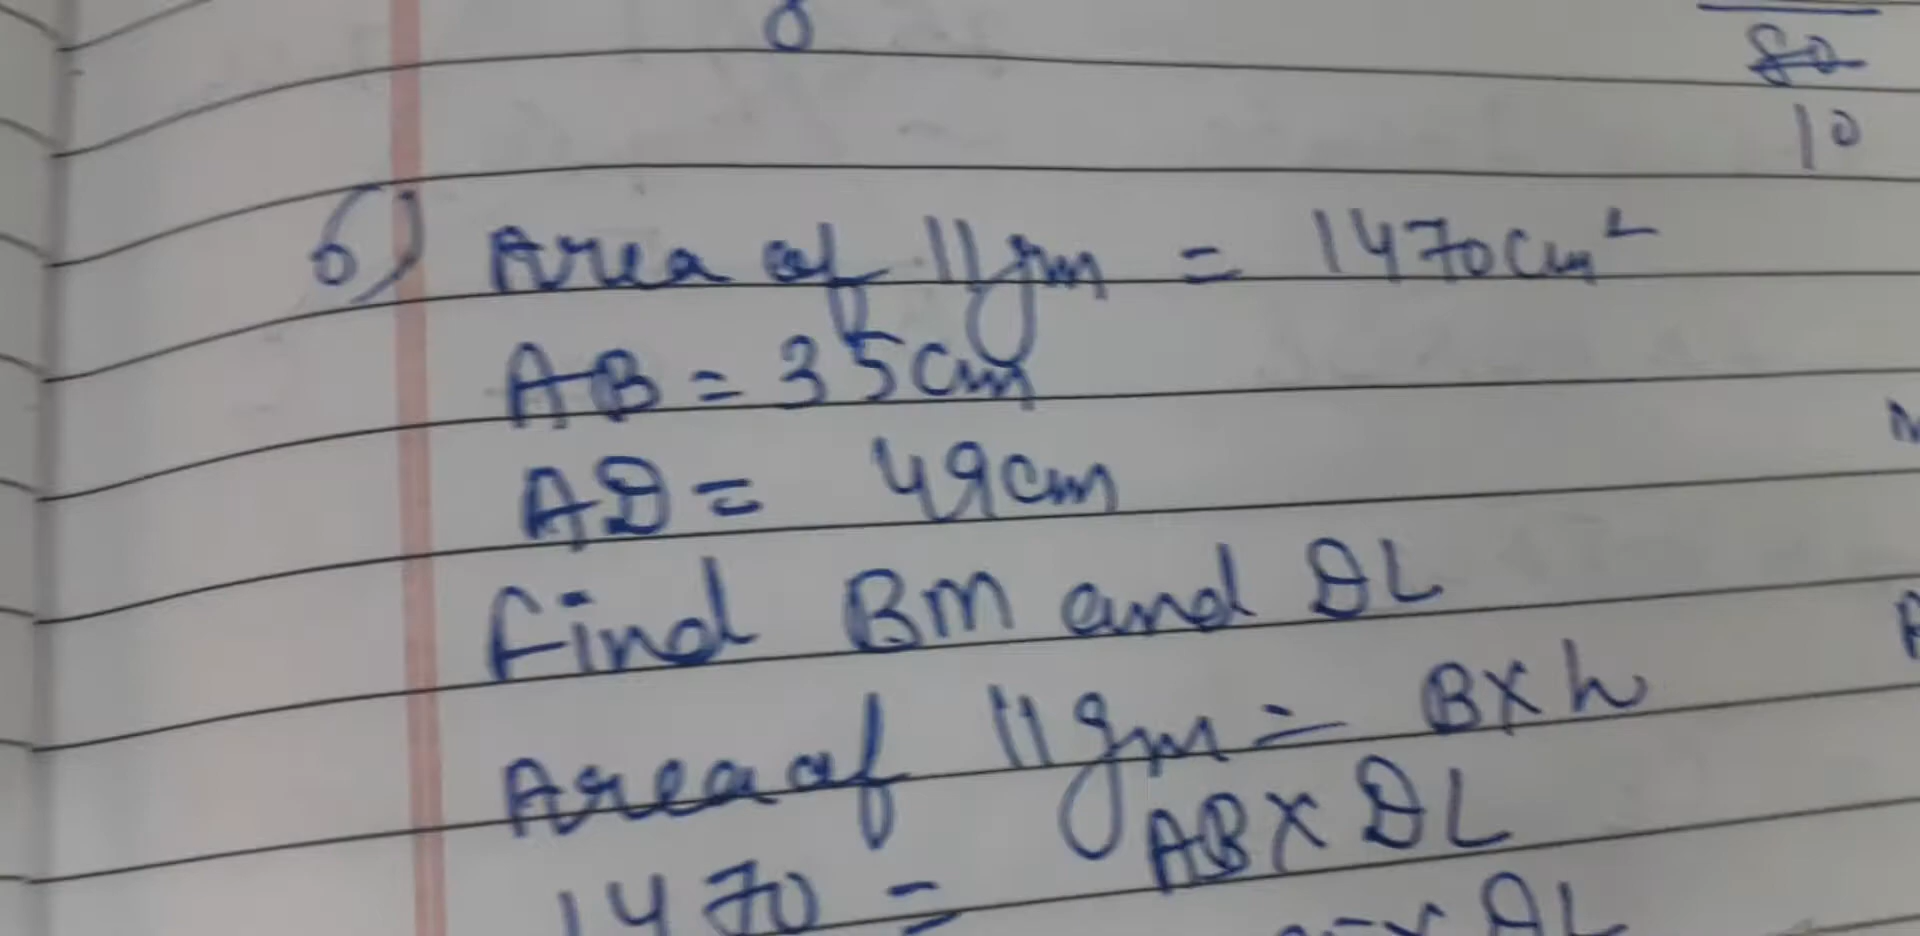 8
80
10
6) Area of ||gm = 1470cm²
AB = 35cm
AD = 49cm
find BM and DL
Area of ||gm = B×h
AB×DL
1470 =
× DL